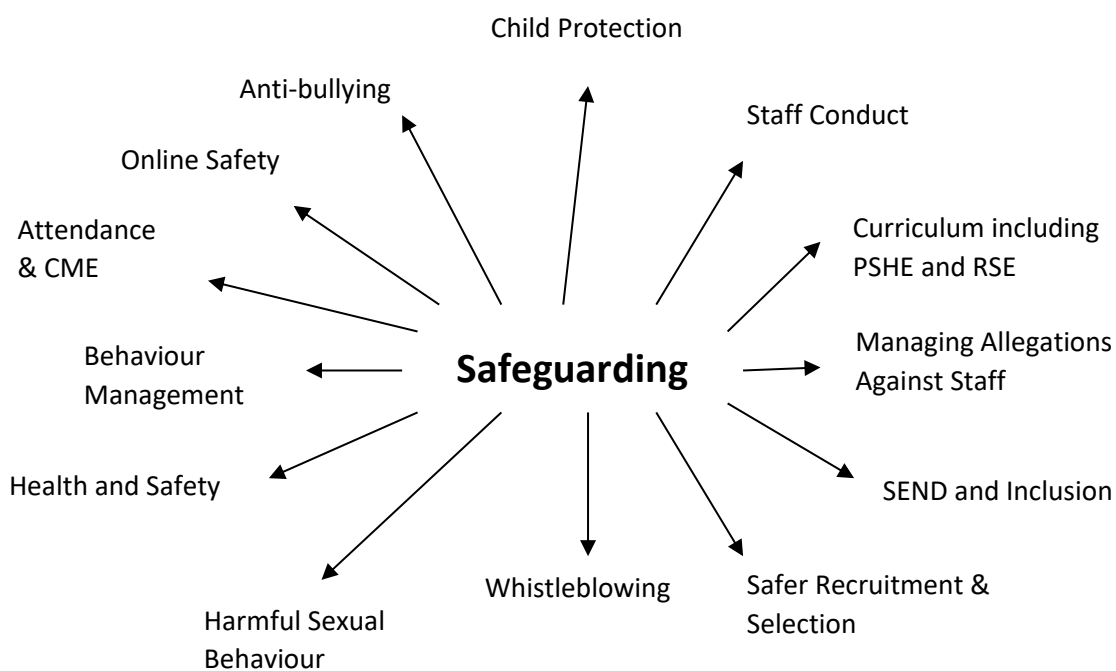 Child Protection
Anti-bullying
Staff Conduct
Online Safety
Attendance
& CME
Curriculum including
PSHE and RSE
Behaviour
Management
Safeguarding
Managing Allegations
Against Staff
Health and Safety
SEND and Inclusion
Harmful Sexual
Behaviour
Whistleblowing
Safer Recruitment &
Selection